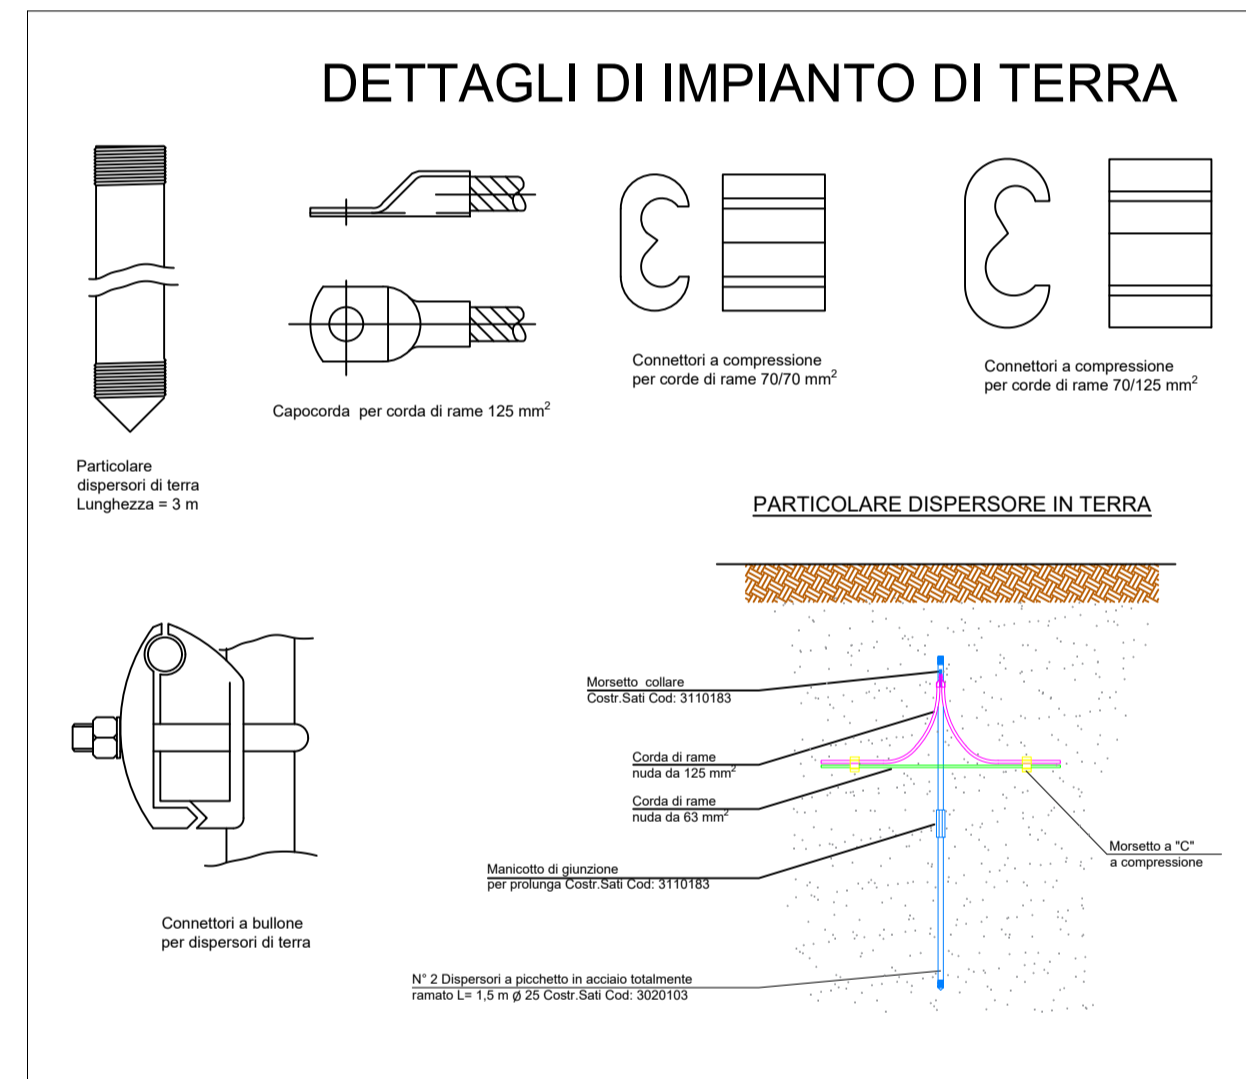 DETTAGLI DI IMPIANTO DI TERRA
Particolare
dispersori di terra
Lunghezza = 3 m
Capocorda per corda di rame 125 mm²
Connettori a compressione
per corde di rame 70/70 mm²
Connettori a compressione
per corde di rame 70/125 mm²
PARTICOLARE DISPERSORE IN TERRA
Morsetto collare
Costr.Sati Cod: 3110183
Corda di rame
nuda da 125 mm²
Corda di rame
nuda da 63 mm²
Manicotto di giunzione
per prolunga Costr.Sati Cod: 3110183
Morsetto a "C"
a compressione
N° 2 Dispersori a picchetto in acciaio totalmente
ramato L= 1,5 m Ø 25 Costr.Sati Cod: 3020103
Connettori a bullone
per dispersori di terra